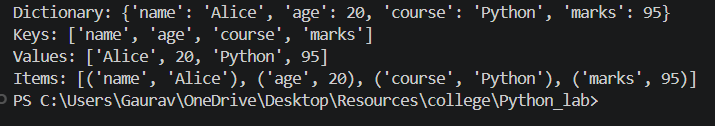 Dictionary: {'name': 'Alice', 'age': 20, 'course': 'Python', 'marks': 95}
Keys: ['name', 'age', 'course', 'marks']
Values: ['Alice', 20, 'Python', 95]
Items: [('name', 'Alice'), ('age', 20), ('course', 'Python'), ('marks', 95)]
PS C:\Users\Gaurav\OneDrive\Desktop\Resources\college\Python_lab>